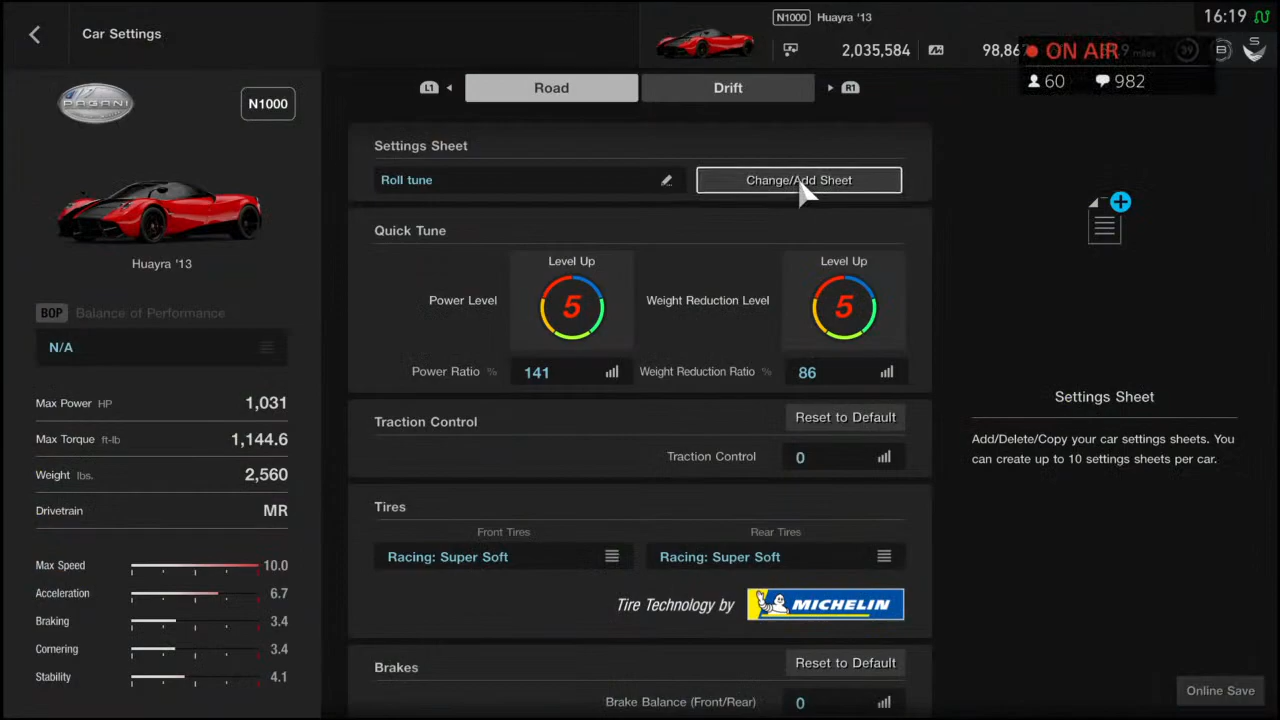 N1000 Huayra '13
16:19
Car Settings
2,035,584
98,86
39
B
S
ON AIR
miles
60 982
PAGANI
N1000
L1 Road Drift R1
Settings Sheet
Roll tune Change/Add Sheet
Quick Tune
Huayra '13
Level Up Level Up
Power Level 5 Weight Reduction Level 5
BOP Balance of Performance
N/A
Power Ratio % 141 Weight Reduction Ratio % 86
Max Power HP 1,031
Max Torque ft-lb 1,144.6
Weight lbs. 2,560
Drivetrain MR
Traction Control Reset to Default
Traction Control 0
Tires
Front Tires Rear Tires
Racing: Super Soft Racing: Super Soft
Tire Technology by MICHELIN
Max Speed 10.0
Acceleration 6.7
Braking 3.4
Cornering 3.4
Stability 4.1
Brakes Reset to Default
Brake Balance (Front/Rear) 0
Settings Sheet
Add/Delete/Copy your car settings sheets. You
can create up to 10 settings sheets per car.
Online Save